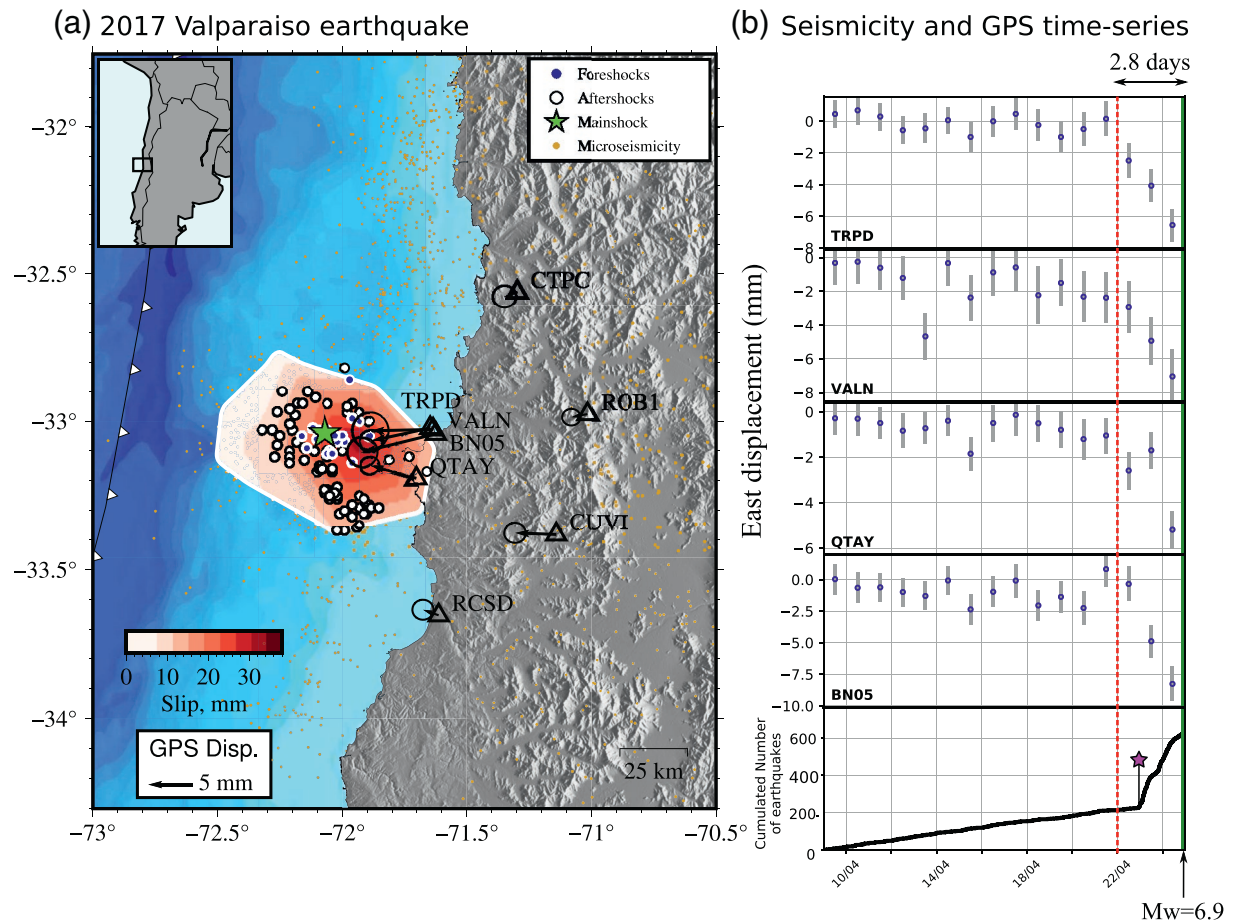 (a) 2017 Valparaiso earthquake
Foreshocks
Aftershocks
Mainshock
Microseismicity
−32°
−32.5°
−33°
−33.5°
−34°
CTPC
TRPD
VALN
ROB1
BN05
QTAY
CUVI
RCSD
0 10 20 30
Slip, mm
GPS Disp.
5 mm
25 km
−73 −72.5° −72° −71.5° −71° −70.5°
(b) Seismicity and GPS time-series
2.8 days
East displacement (mm)
0
−2
−4
−6
−8
TRPD
0
−2
−4
−6
−8
VALN
0
−2
−4
−6
QTAY
0.0
−2.5
−5.0
−7.5
−10.0
BN05
Cumulated Number
of earthquakes
600
400
200
0
10/04 14/04 18/04 22/04
Mw=6.9